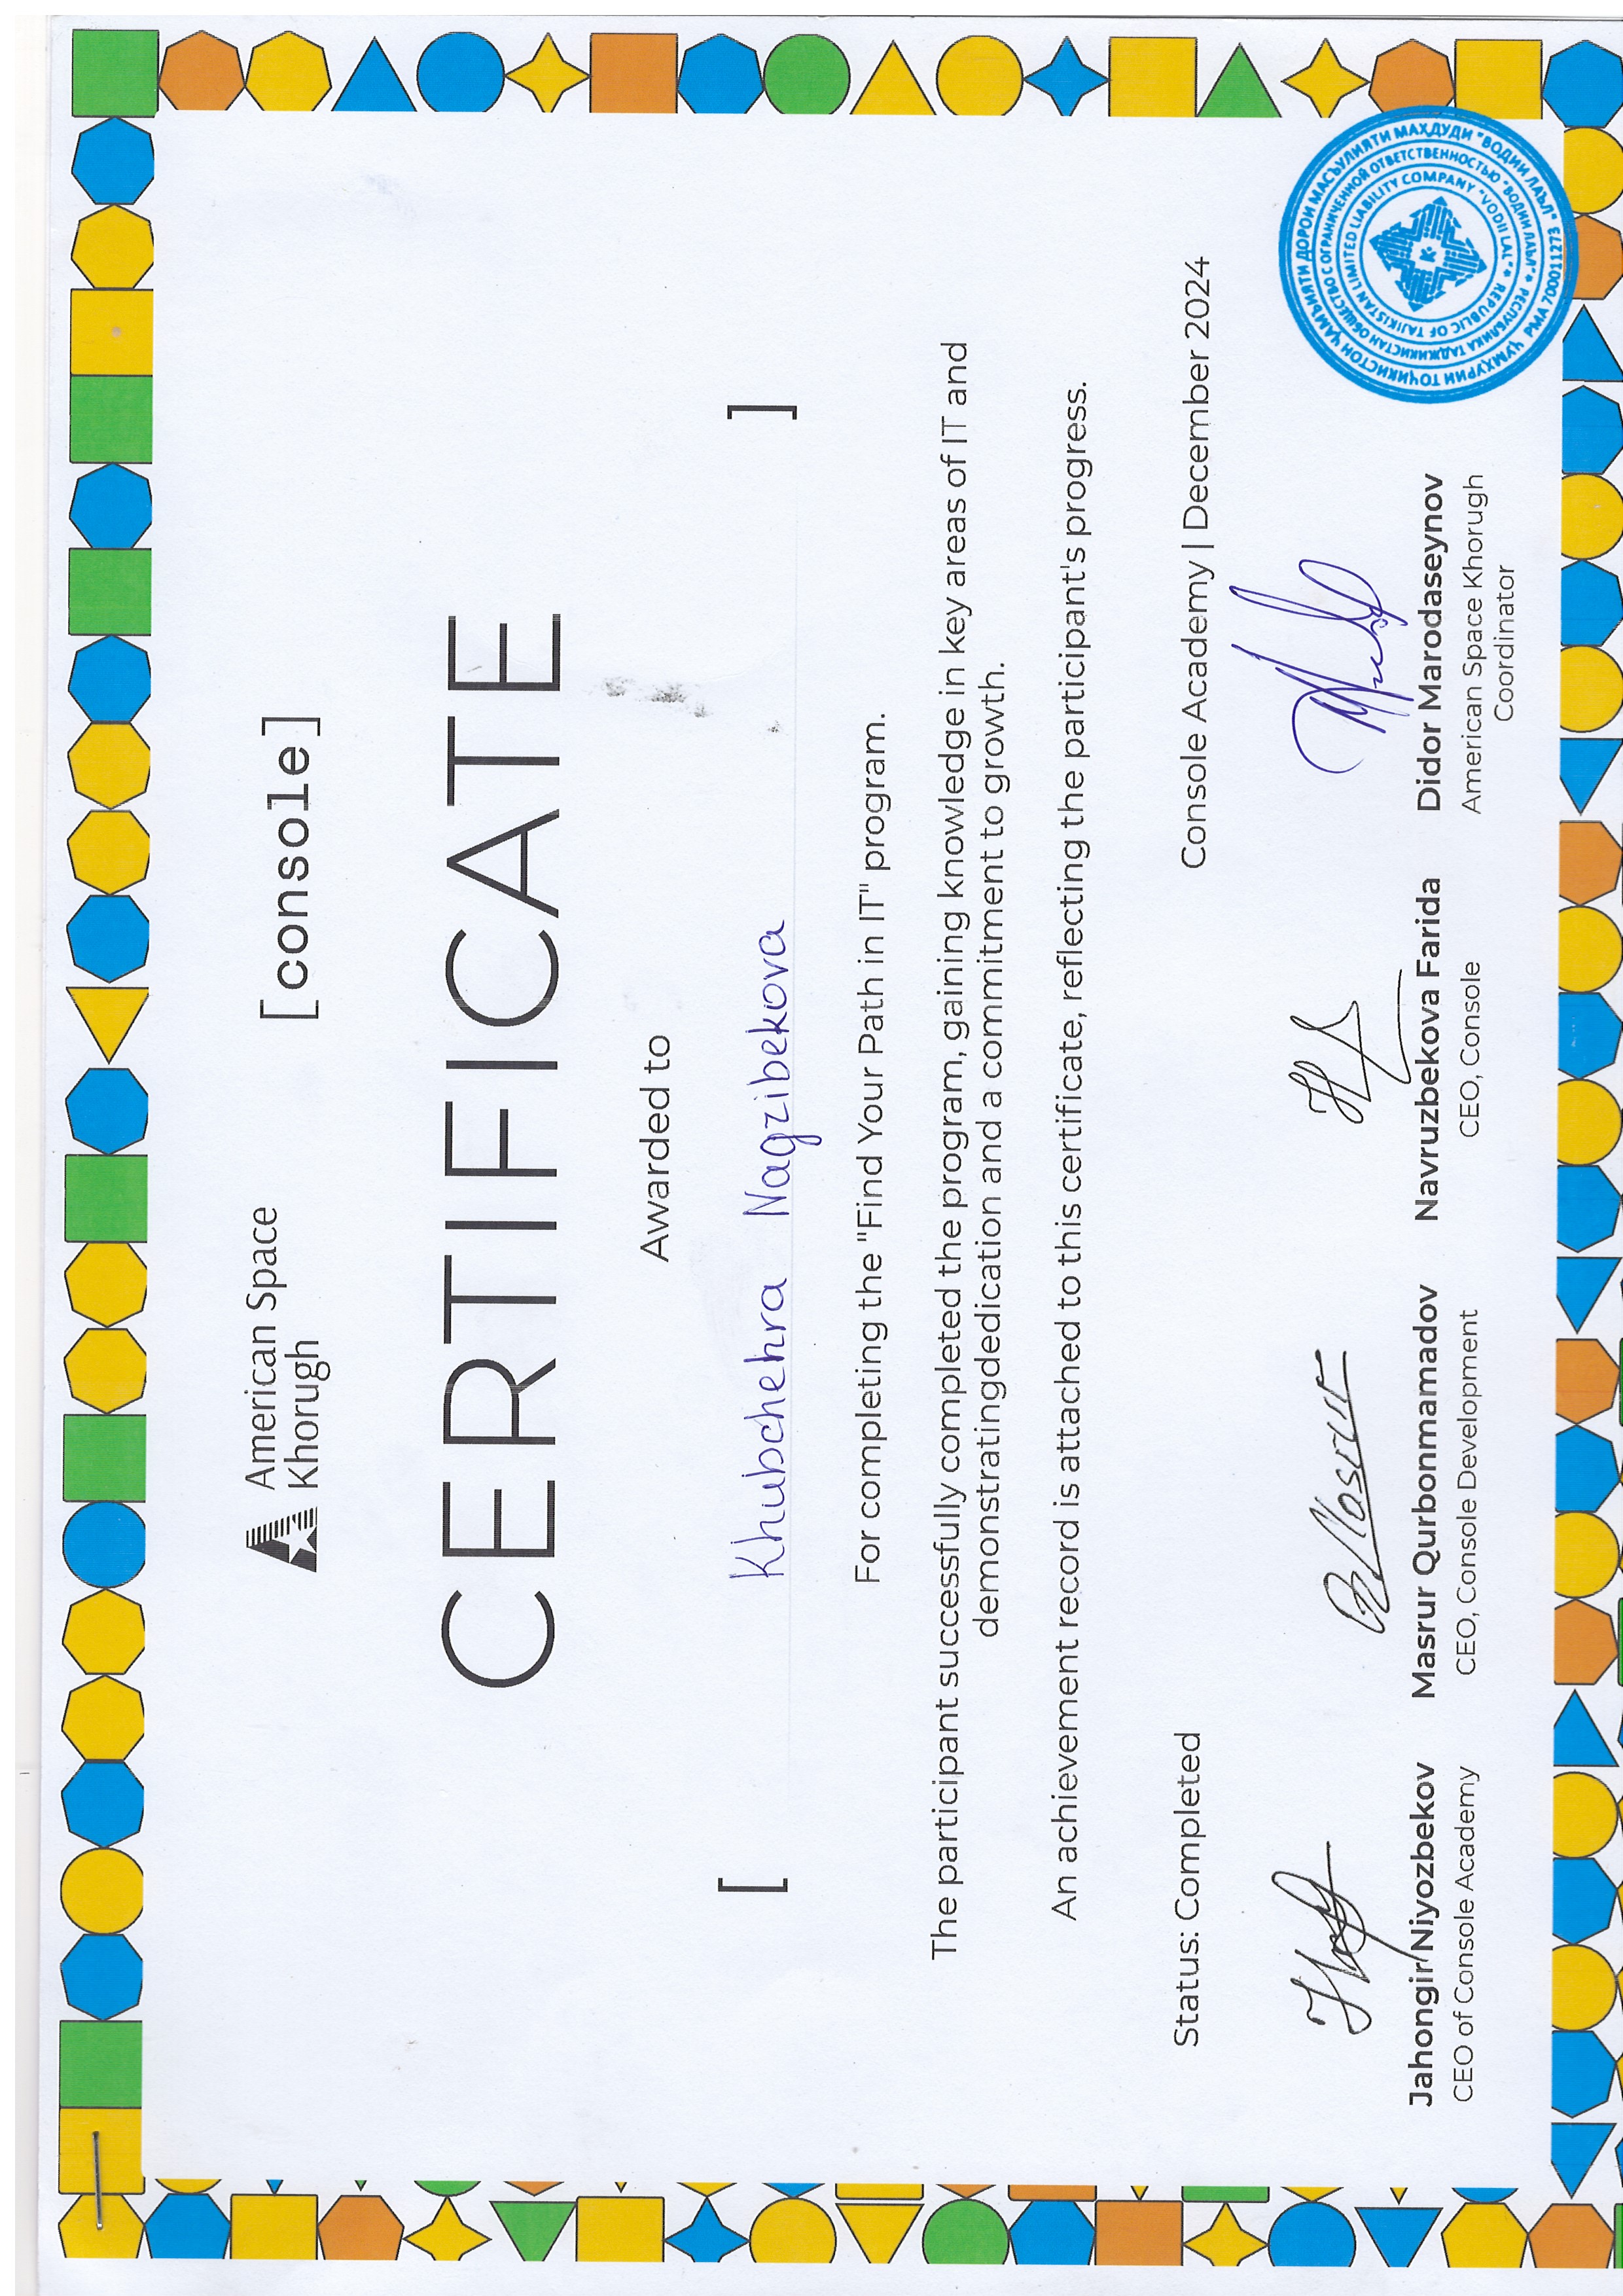 American Space
Khorugh
[console]
CERTIFICATE
Awarded to
[ Khubchehra Nagzibekova ]
For completing the "Find Your Path in IT" program.
The participant successfully completed the program, gaining knowledge in key areas of IT and
demonstratingdedication and a commitment to growth.
An achievement record is attached to this certificate, reflecting the participant's progress.
Status: Completed
Console Academy | December 2024
Masrur
Jahongir Niyozbekov
CEO of Console Academy
Masrur Qurbonmamadov
CEO, Console Development
Navruzbekova Farida
CEO, Console
Didor Marodaseynov
American Space Khorugh
Coordinator
ҶУМҲУРИИ ТОҶИКИСТОН ҶАМЪИЯТИ ДОРОИ МАСЪУЛИЯТИ МАҲДУДИ "ВОДИИ ЛАЪЛ"
РМА 700011273
РЕСПУБЛИКА ТАДЖИКИСТАН ОБЩЕСТВО С ОГРАНИЧЕННОЙ ОТВЕТСТВЕННОСТЬЮ "ВОДИИ ЛАЪЛ"
REPUBLIC OF TAJIKISTAN LIMITED LIABILITY COMPANY "VODII LAL"
K